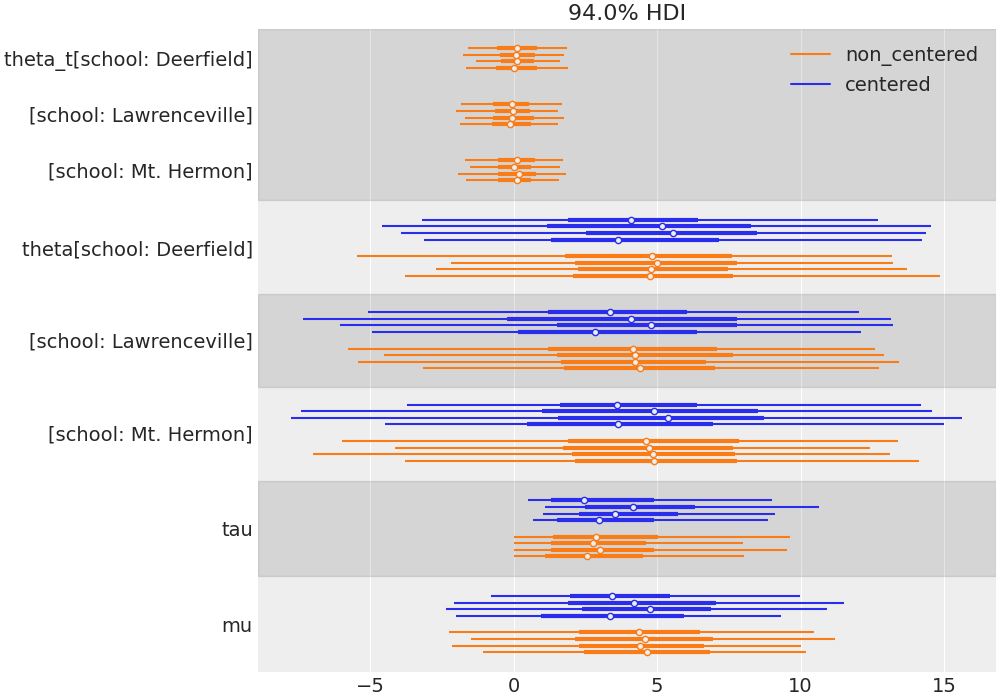 94.0% HDI
theta_t[school: Deerfield]
[school: Lawrenceville]
[school: Mt. Hermon]
theta[school: Deerfield]
[school: Lawrenceville]
[school: Mt. Hermon]
tau
mu
non_centered
centered
−5 0 5 10 15